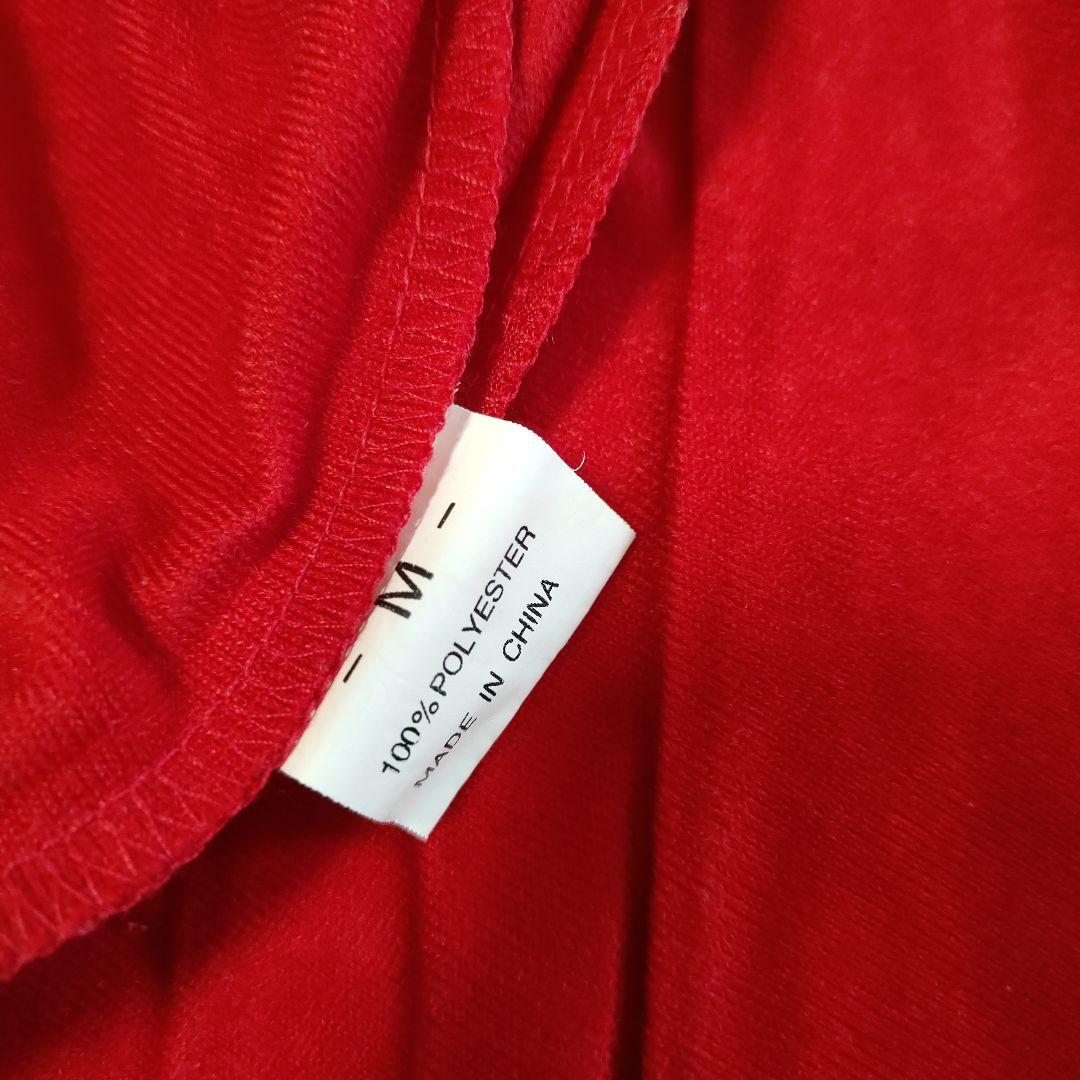 - M -
100% POLYESTER
MADE IN CHINA